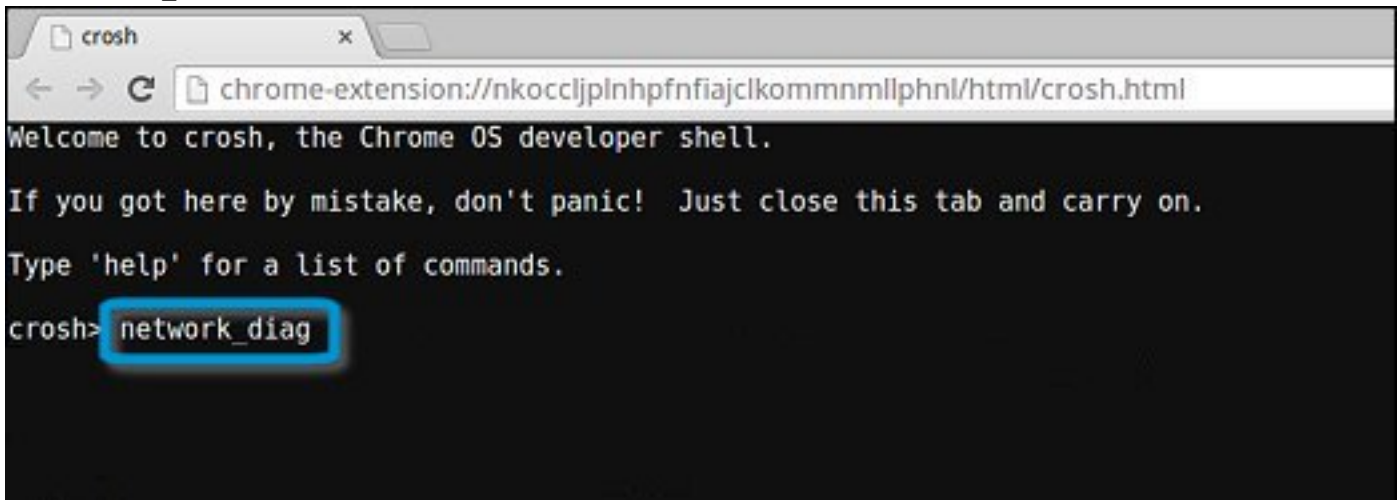 crosh
chrome-extension://nkoccljplnhpfnfiajclkommnmllphnl/html/crosh.html
Welcome to crosh, the Chrome OS developer shell.
If you got here by mistake, don't panic!  Just close this tab and carry on.
Type 'help' for a list of commands.
crosh> network_diag